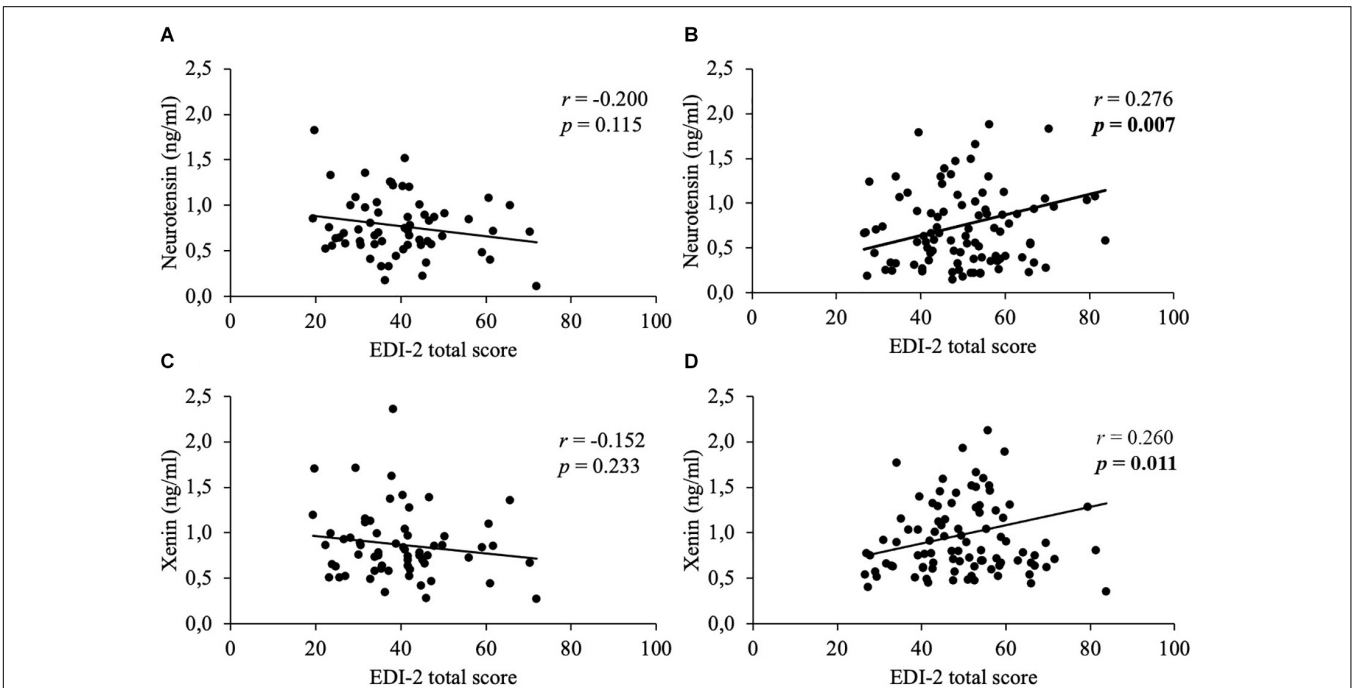 A
2,5
2,0
1,5
1,0
0,5
0,0
Neurotensin (ng/ml)
r = -0.200
p = 0.115
0 20 40 60 80 100
EDI-2 total score
B
2,5
2,0
1,5
1,0
0,5
0,0
Neurotensin (ng/ml)
r = 0.276
p = 0.007
0 20 40 60 80 100
EDI-2 total score
C
2,5
2,0
1,5
1,0
0,5
0,0
Xenin (ng/ml)
r = -0.152
p = 0.233
0 20 40 60 80 100
EDI-2 total score
D
2,5
2,0
1,5
1,0
0,5
0,0
Xenin (ng/ml)
r = 0.260
p = 0.011
0 20 40 60 80 100
EDI-2 total score